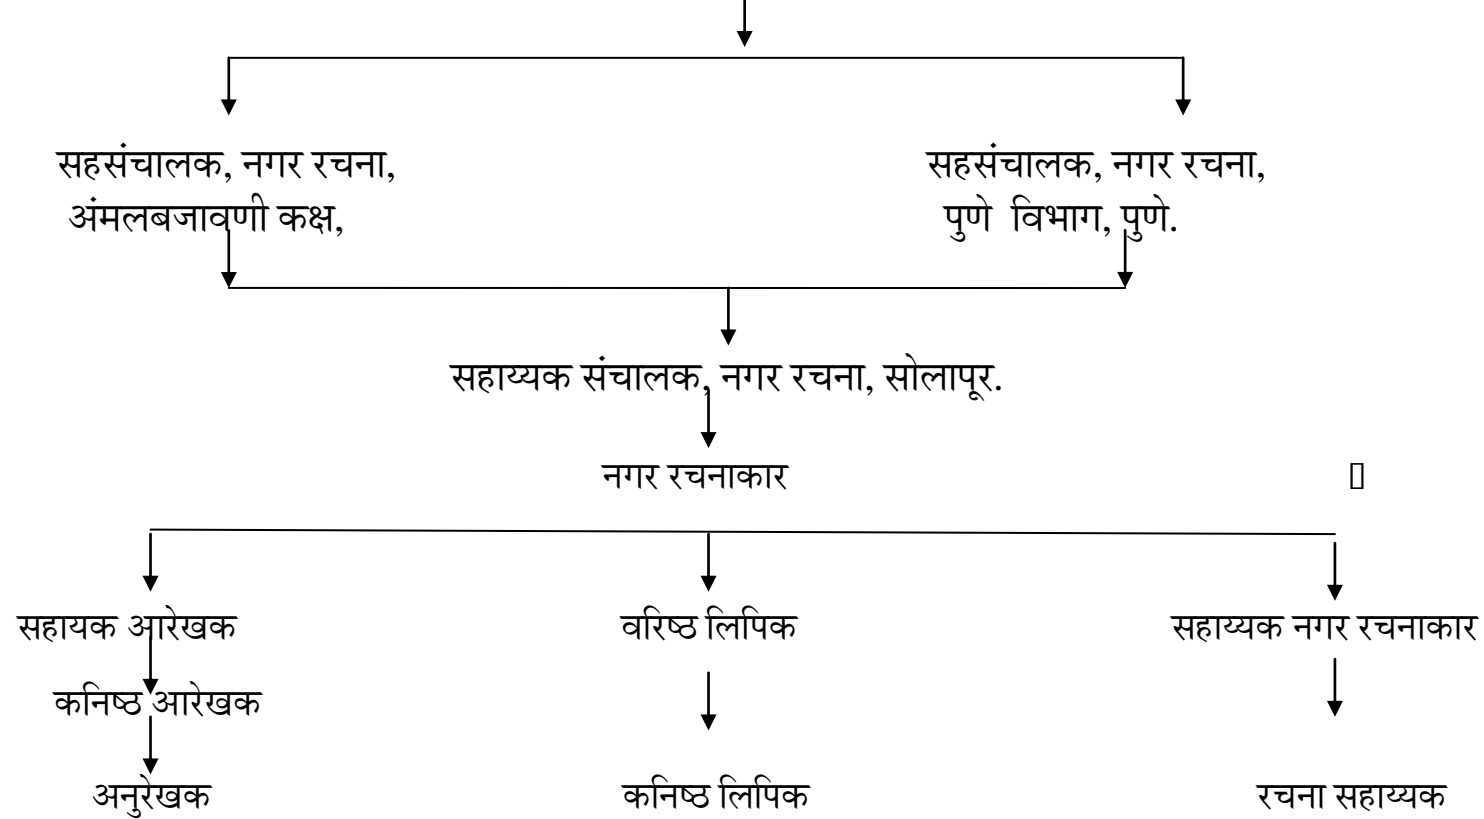 सहसंचालक, नगर रचना,
अंमलबजावणी कक्ष,
सहसंचालक, नगर रचना,
पुणे विभाग, पुणे.
सहाय्यक संचालक, नगर रचना, सोलापूर.
नगर रचनाकार
सहायक आरेखक
वरिष्ठ लिपिक
सहाय्यक नगर रचनाकार
कनिष्ठ आरेखक
अनुरेखक
कनिष्ठ लिपिक
रचना सहाय्यक